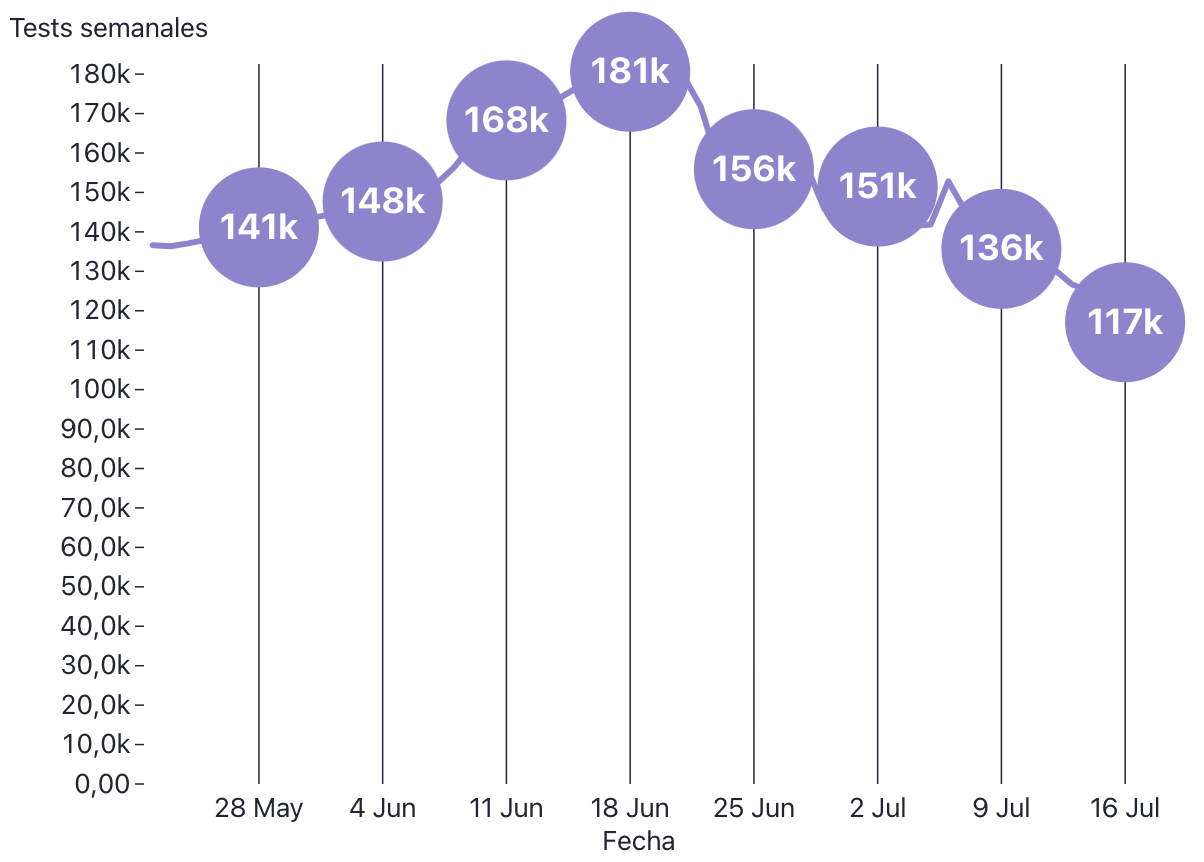 Tests semanales
180k
170k
160k
150k
140k
130k
120k
110k
100k
90,0k
80,0k
70,0k
60,0k
50,0k
40,0k
30,0k
20,0k
10,0k
0,00
141k
148k
168k
181k
156k
151k
136k
117k
28 May 4 Jun 11 Jun 18 Jun 25 Jun 2 Jul 9 Jul 16 Jul
Fecha